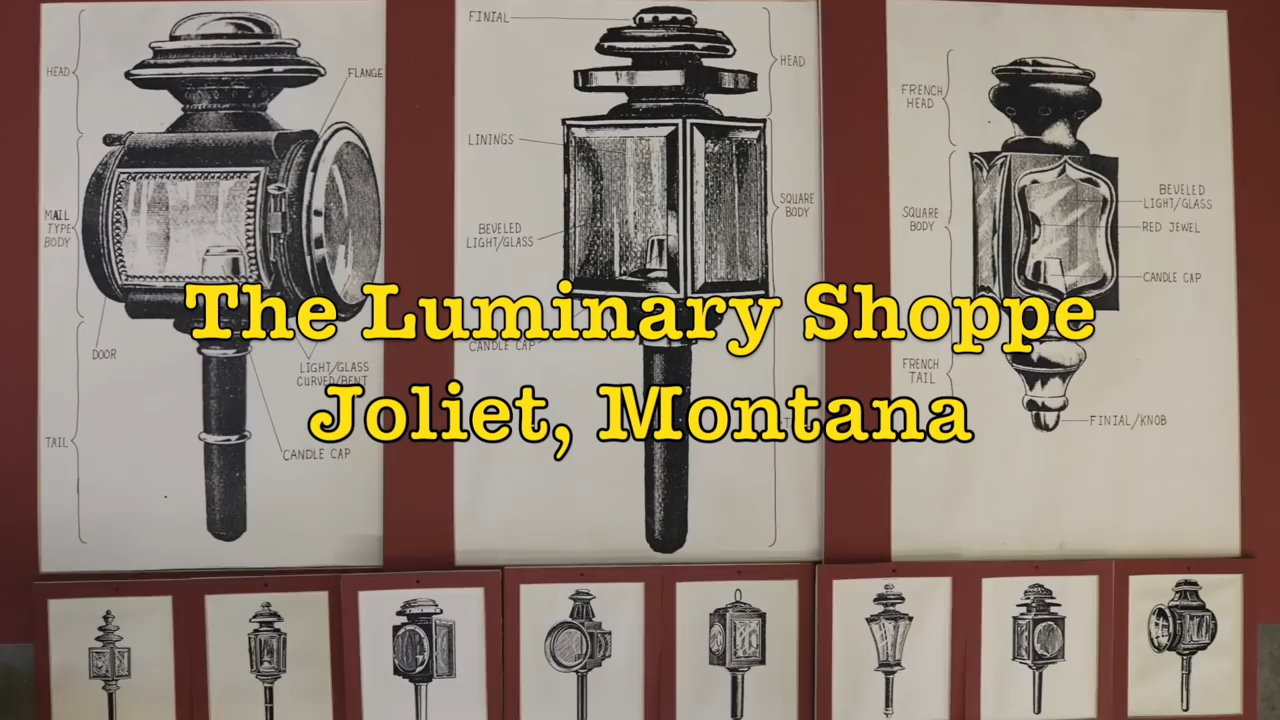 HEAD
FLANGE
MAIL
TYPE
BODY
DOOR
LIGHT/GLASS
CURVED/BENT
TAIL
CANDLE CAP
FINIAL
HEAD
LININGS
SQUARE
BODY
BEVELED
LIGHT/GLASS
CANDLE CAP
FRENCH
HEAD
BEVELED
LIGHT/GLASS
RED JEWEL
SQUARE
BODY
CANDLE CAP
FRENCH
TAIL
FINIAL/KNOB
The Luminary Shoppe
Joliet, Montana